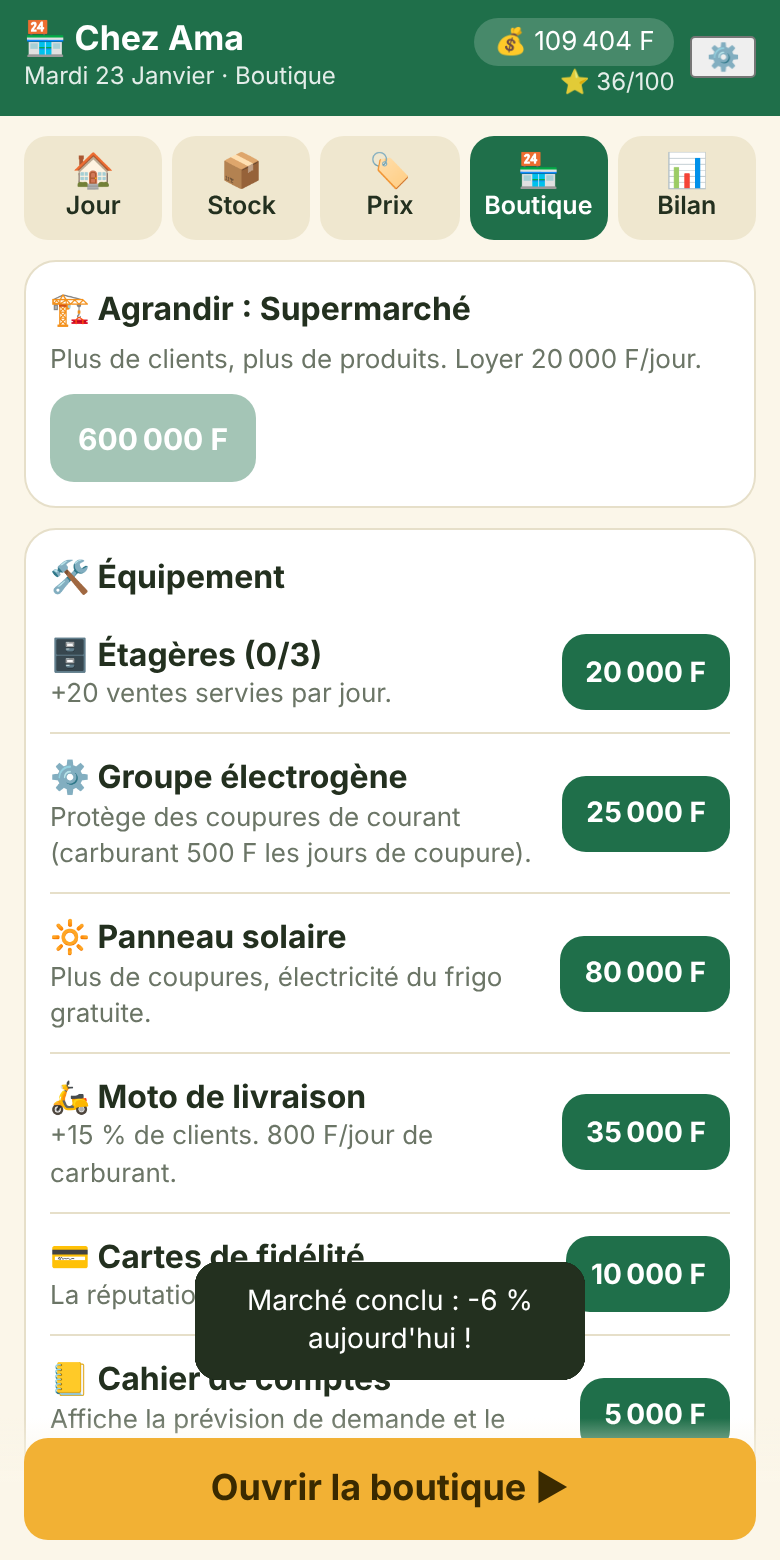 Chez Ama
Mardi 23 Janvier · Boutique
109 404 F
36/100
Jour
Stock
Prix
Boutique
Bilan
Agrandir : Supermarché
Plus de clients, plus de produits. Loyer 20 000 F/jour.
600 000 F
Équipement
Étagères (0/3)
+20 ventes servies par jour.
20 000 F
Groupe électrogène
Protège des coupures de courant
(carburant 500 F les jours de coupure).
25 000 F
Panneau solaire
Plus de coupures, électricité du frigo
gratuite.
80 000 F
Moto de livraison
+15 % de clients. 800 F/jour de
carburant.
35 000 F
Cartes de fidélité
La réputatio
10 000 F
Marché conclu : -6 %
aujourd'hui !
Cahier de comptes
Affiche la prévision de demande et le
5 000 F
Ouvrir la boutique ▶